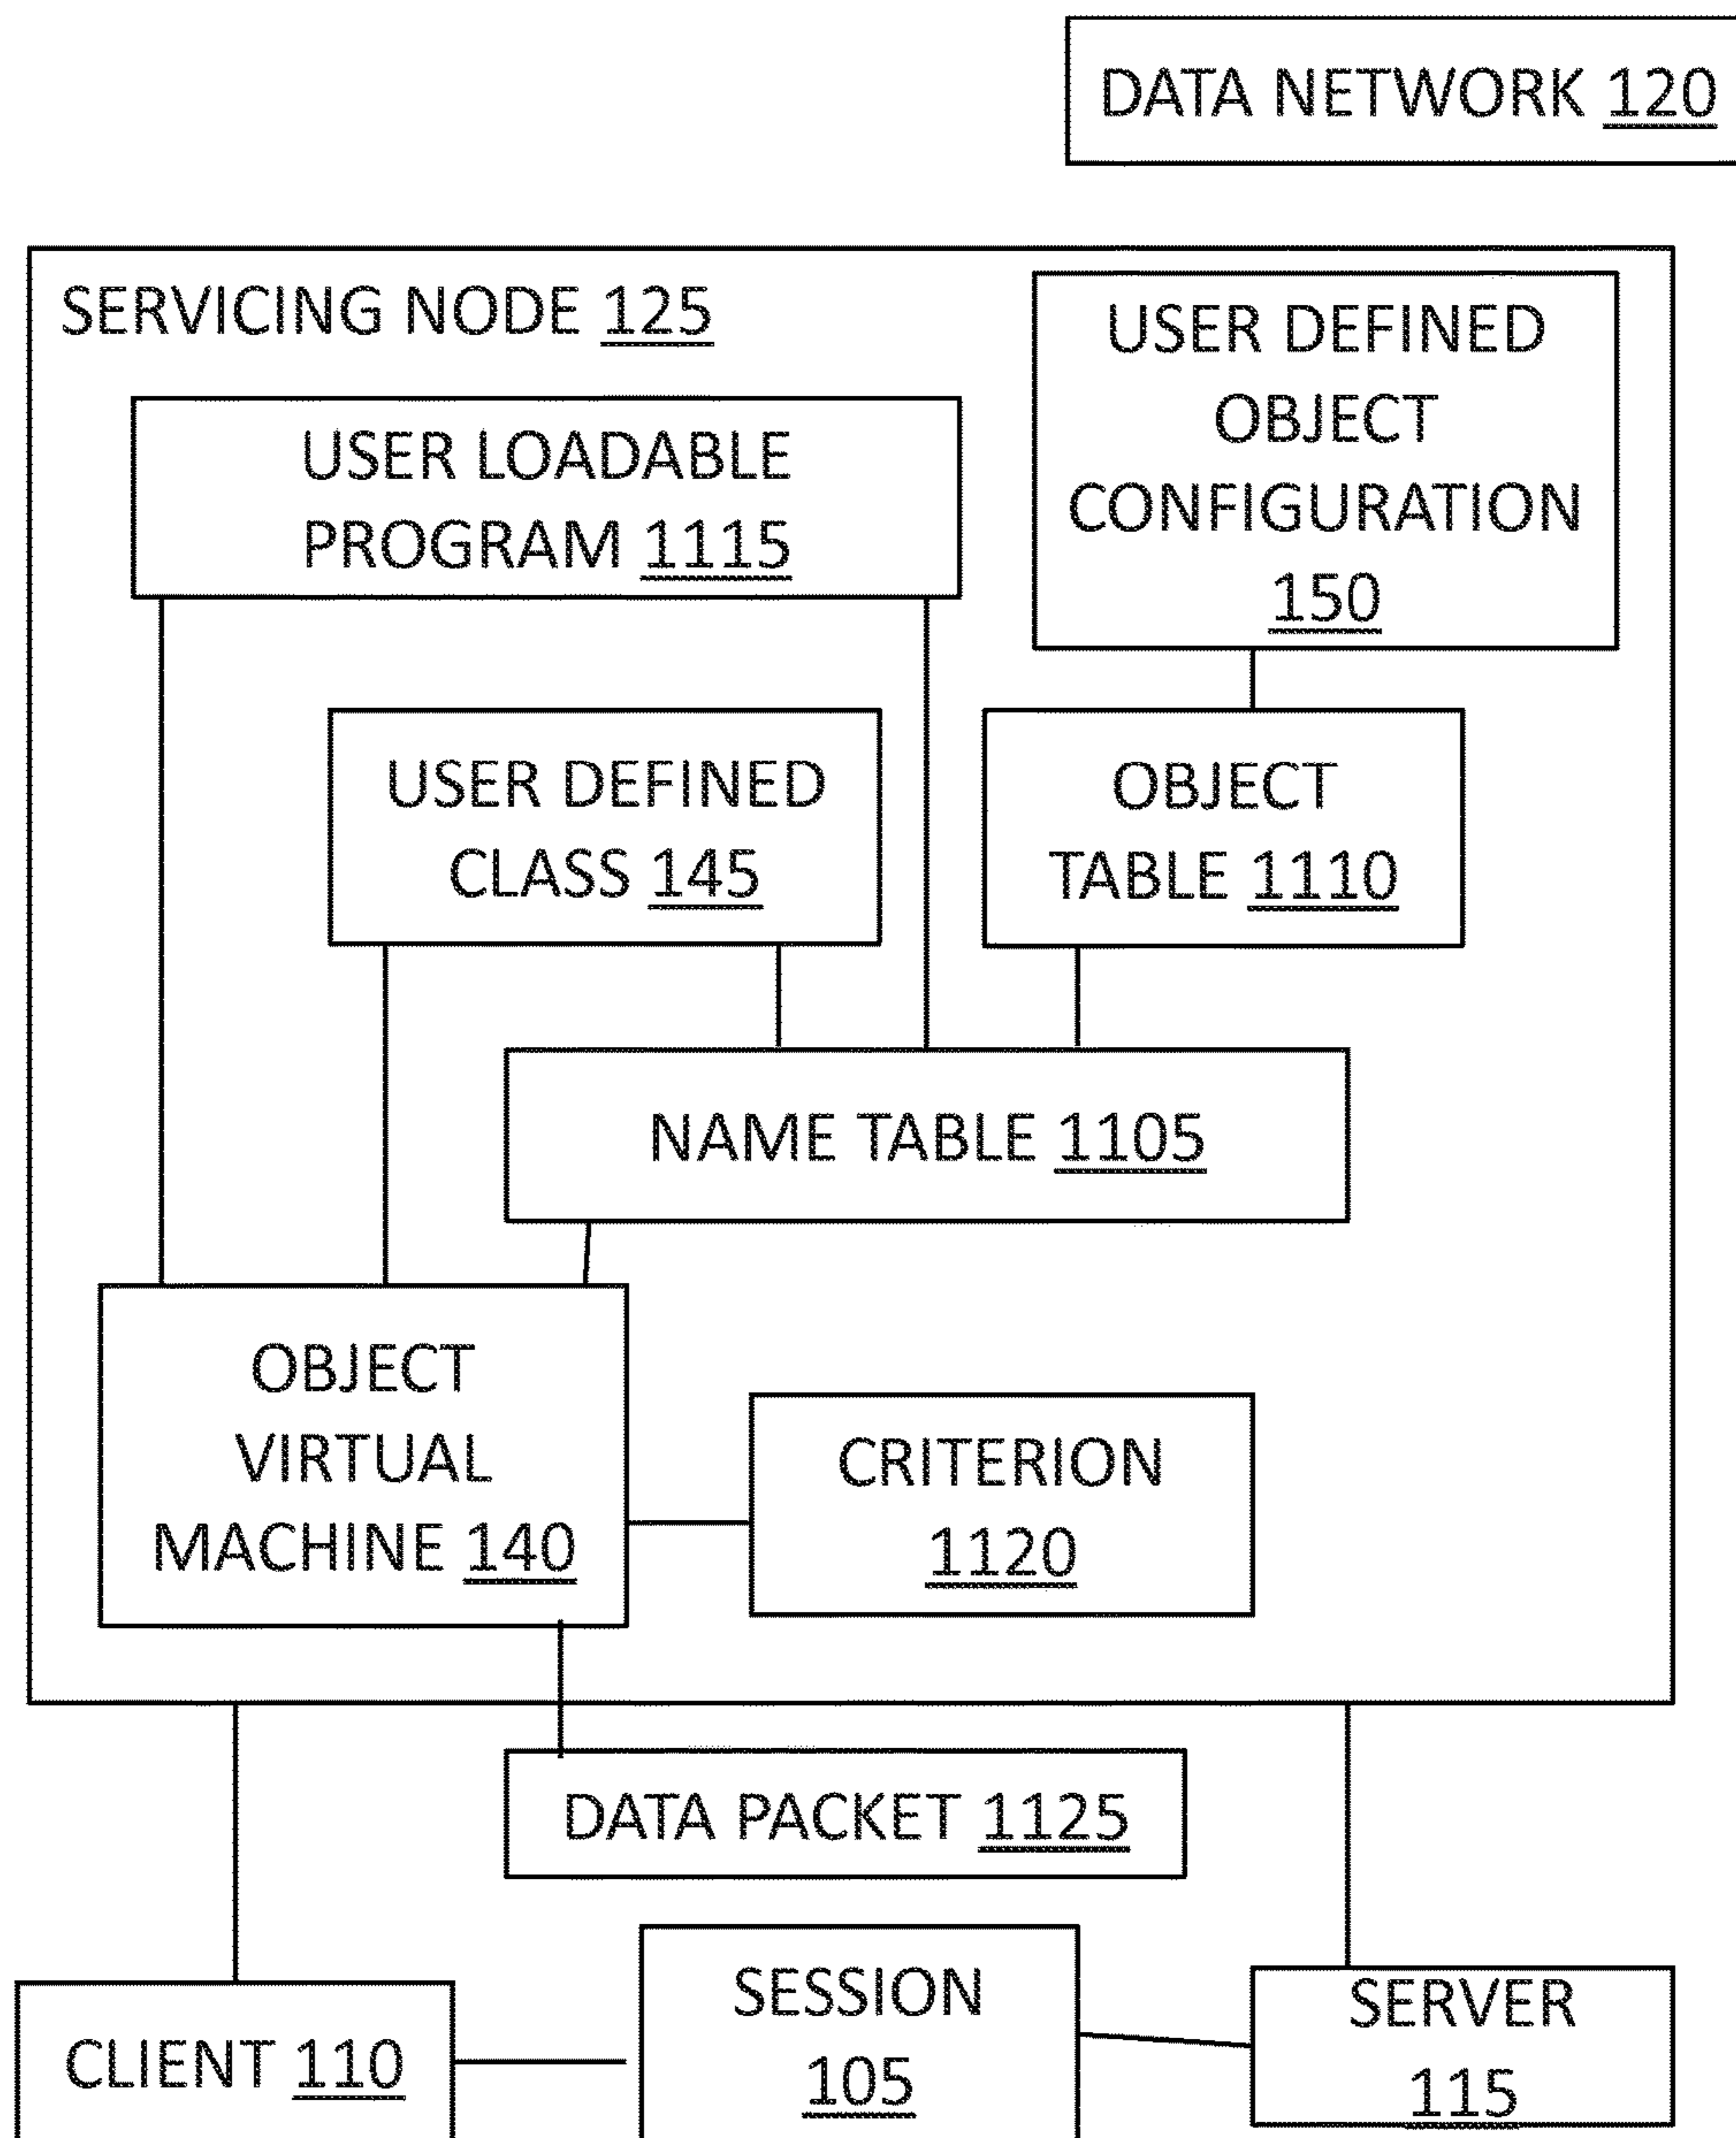 DATA NETWORK 120
SERVICING NODE 125
USER DEFINED
OBJECT
CONFIGURATION
150
USER LOADABLE
PROGRAM 1115
USER DEFINED
CLASS 145
OBJECT
TABLE 1110
NAME TABLE 1105
OBJECT
VIRTUAL
MACHINE 140
CRITERION
1120
DATA PACKET 1125
CLIENT 110
SESSION
105
SERVER
115